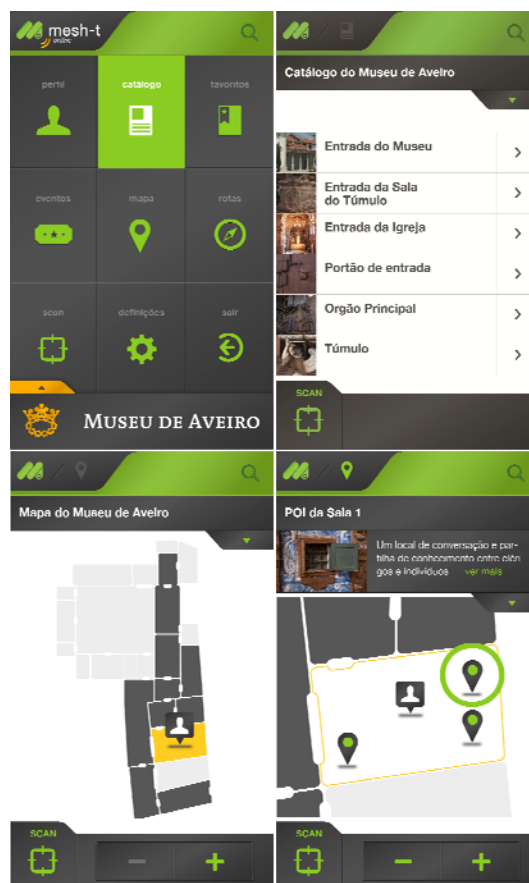 mesh-t
online
perfil
catálogo
favoritos
eventos
mapa
rotas
scan
definições
sair
MUSEU DE AVEIRO
Catálogo do Museu de Aveiro
Entrada do Museu
Entrada da Sala
do Túmulo
Entrada da Igreja
Portão de entrada
Orgão Principal
Túmulo
SCAN
Mapa do Museu de Aveiro
SCAN
POI da Sala 1
Um local de conversação e par-
tilha de conhecimento entre clén
gos e indivíduos ver mais
SCAN